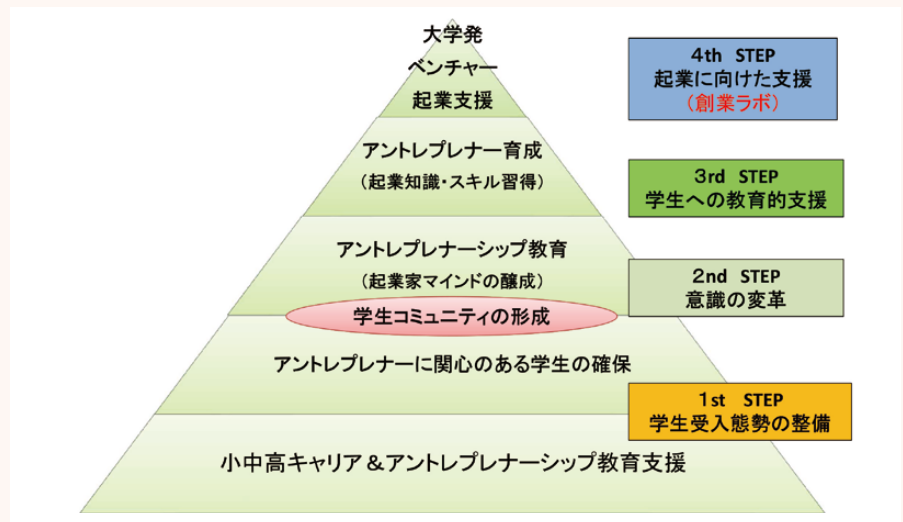 大学発
ベンチャー
起業支援
4th STEP
起業に向けた支援
（創業ラボ）
アントレプレナー育成
（起業知識・スキル習得）
3rd STEP
学生への教育的支援
アントレプレナーシップ教育
（起業家マインドの醸成）
2nd STEP
意識の変革
学生コミュニティの形成
アントレプレナーに関心のある学生の確保
1st STEP
学生受入態勢の整備
小中高キャリア＆アントレプレナーシップ教育支援